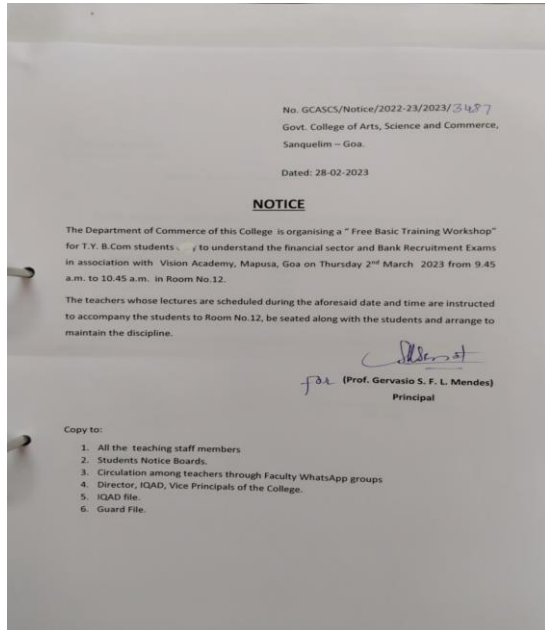 No. GCASCS/Notice/2022-23/2023/3487
Govt. College of Arts, Science and Commerce,
Sanquelim – Goa.
Dated: 28-02-2023
NOTICE
The Department of Commerce of this College is organising a " Free Basic Training Workshop"
for T.Y. B.Com students to understand the financial sector and Bank Recruitment Exams
in association with Vision Academy, Mapusa, Goa on Thursday 2nd March 2023 from 9.45
a.m. to 10.45 a.m. in Room No.12.
The teachers whose lectures are scheduled during the aforesaid date and time are instructed
to accompany the students to Room No.12, be seated along with the students and arrange to
maintain the discipline.
for (Prof. Gervasio S. F. L. Mendes)
Principal
Copy to:
1. All the teaching staff members
2. Students Notice Boards.
3. Circulation among teachers through Faculty WhatsApp groups
4. Director, IQAD, Vice Principals of the College.
5. IQAD file.
6. Guard File.